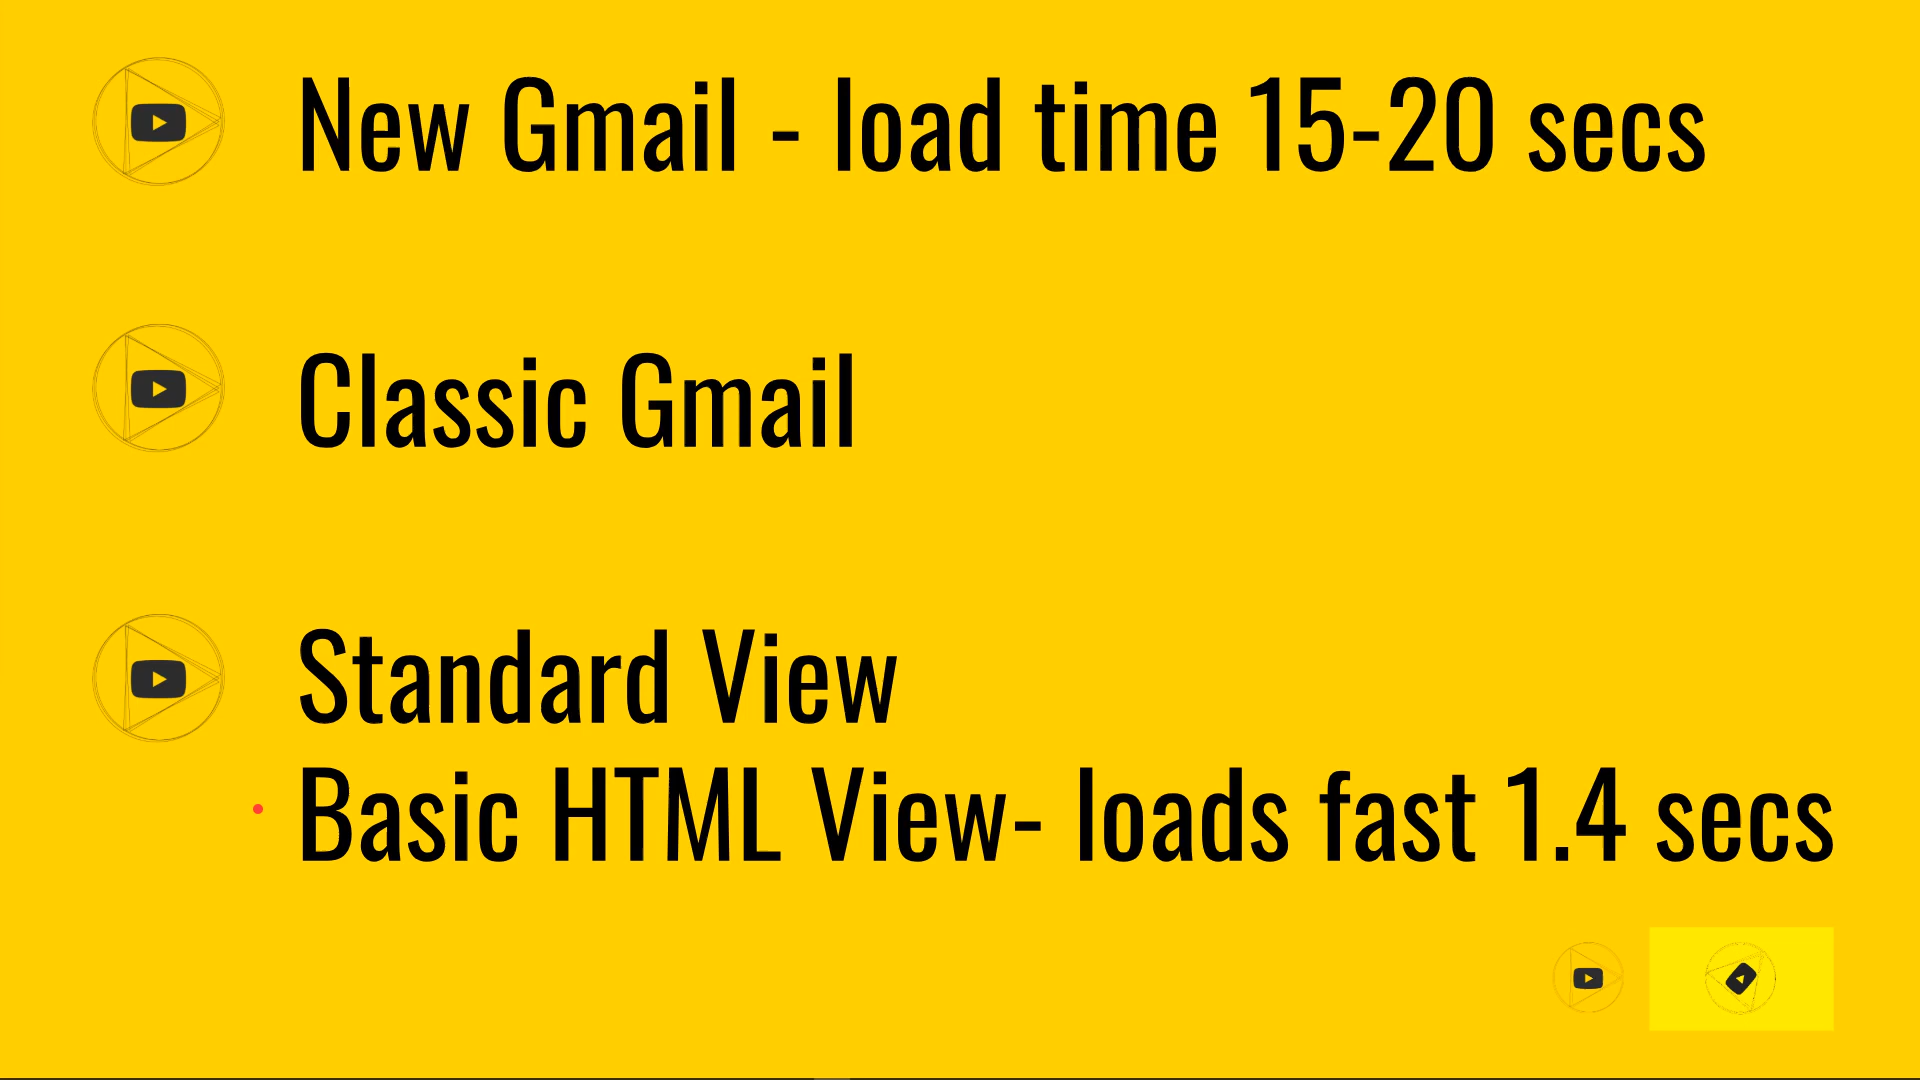 New Gmail - load time 15-20 secs
Classic Gmail
Standard View
Basic HTML View- loads fast 1.4 secs